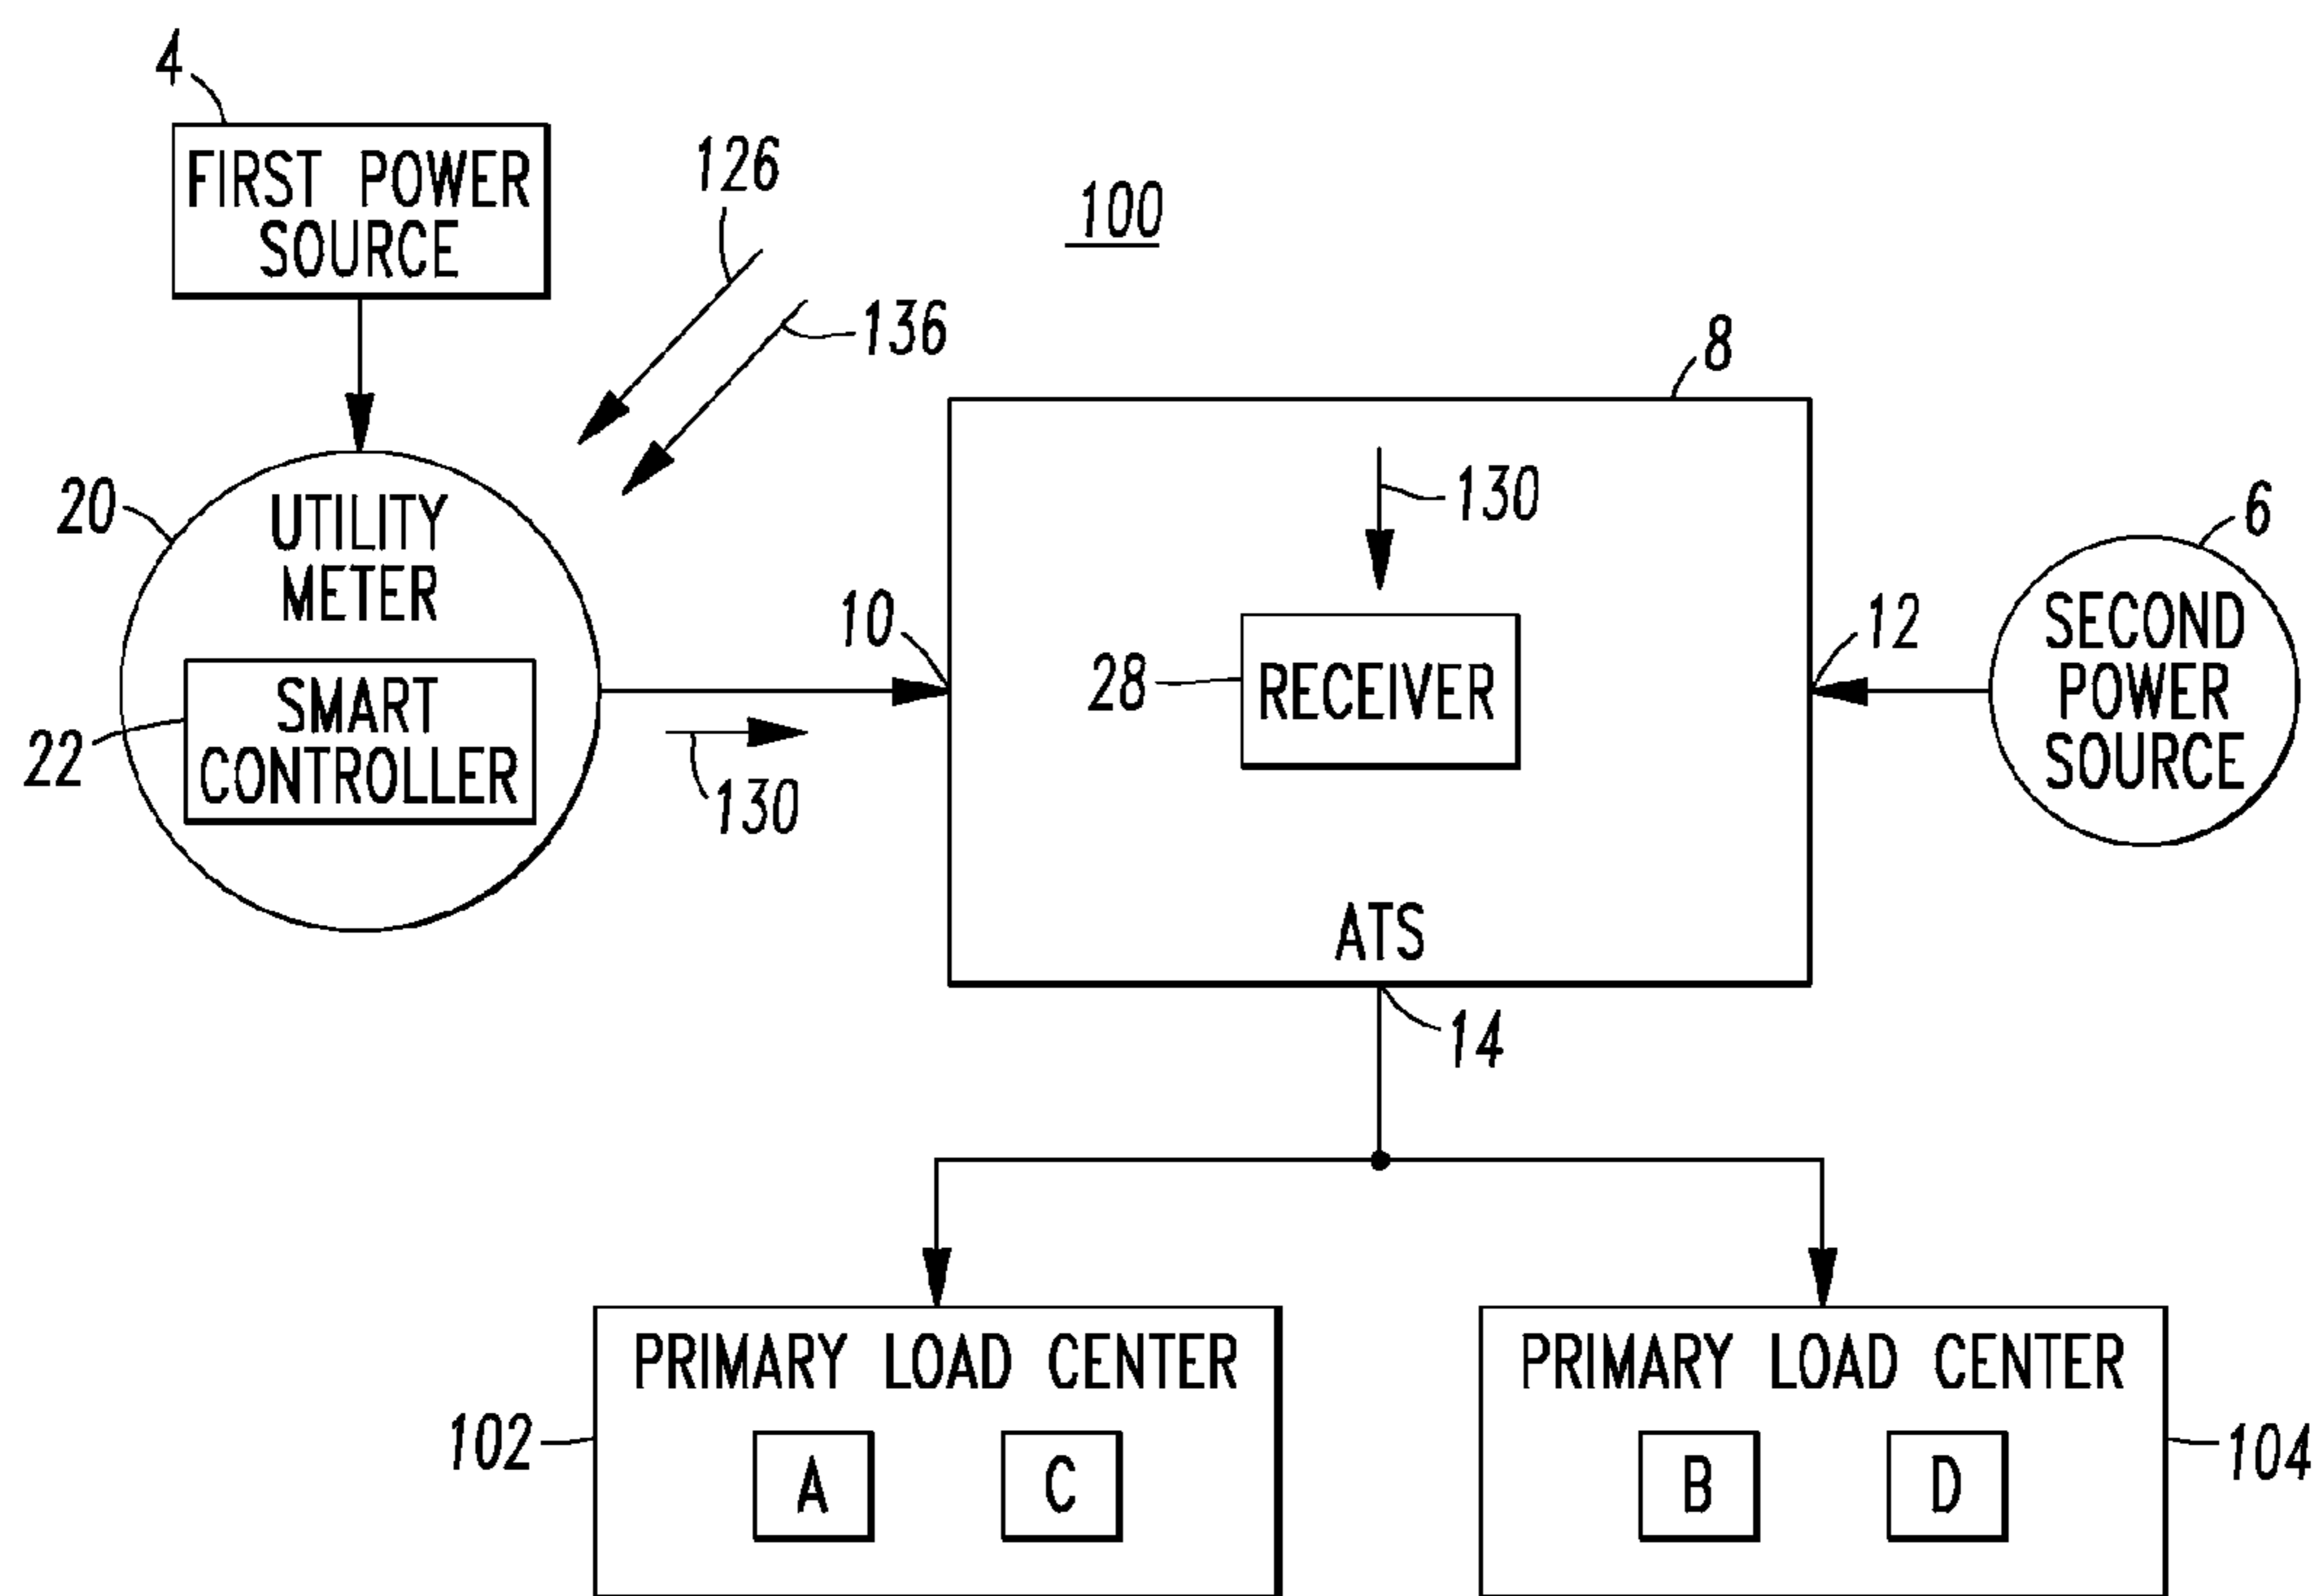 4
FIRST POWER
SOURCE
126
100
136
8
20
UTILITY
METER
130
6
10
12
SECOND
POWER
SOURCE
28
RECEIVER
22
SMART
CONTROLLER
130
ATS
14
PRIMARY LOAD CENTER
PRIMARY LOAD CENTER
102
A
C
B
D
104